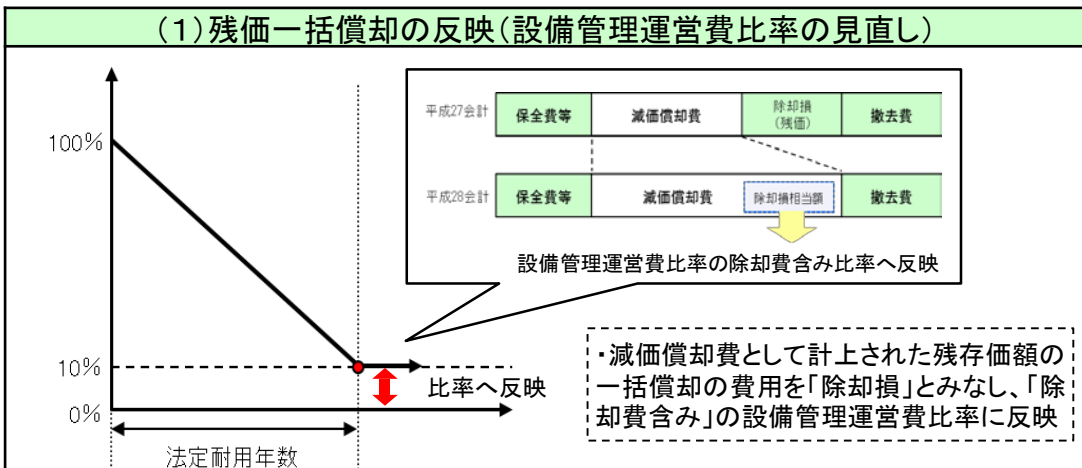 (1)残価一括償却の反映(設備管理運営費比率の見直し)
平成27会計
保全費等
減価償却費
除却損
(残価)
撤去費
平成28会計
保全費等
減価償却費
除却損相当額
撤去費
設備管理運営費比率の除却費含み比率へ反映
100%
10%
0%
比率へ反映
法定耐用年数
・減価償却費として計上された残存価額の
一括償却の費用を「除却損」とみなし、「除
却費含み」の設備管理運営費比率に反映